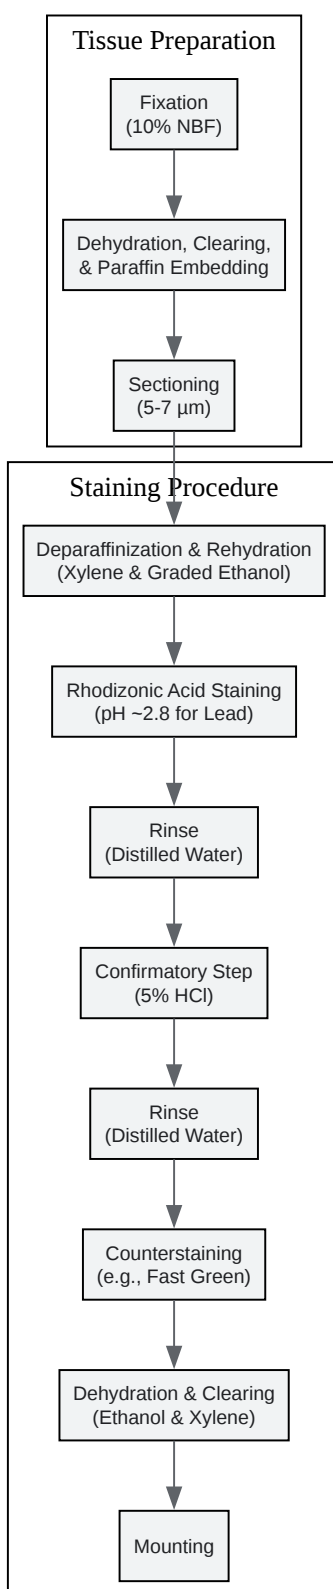 Tissue Preparation
Fixation
(10% NBF)
Dehydration, Clearing,
& Paraffin Embedding
Sectioning
(5-7 µm)
Staining Procedure
Deparaffinization & Rehydration
(Xylene & Graded Ethanol)
Rhodizonic Acid Staining
(pH ~2.8 for Lead)
Rinse
(Distilled Water)
Confirmatory Step
(5% HCl)
Rinse
(Distilled Water)
Counterstaining
(e.g., Fast Green)
Dehydration & Clearing
(Ethanol & Xylene)
Mounting